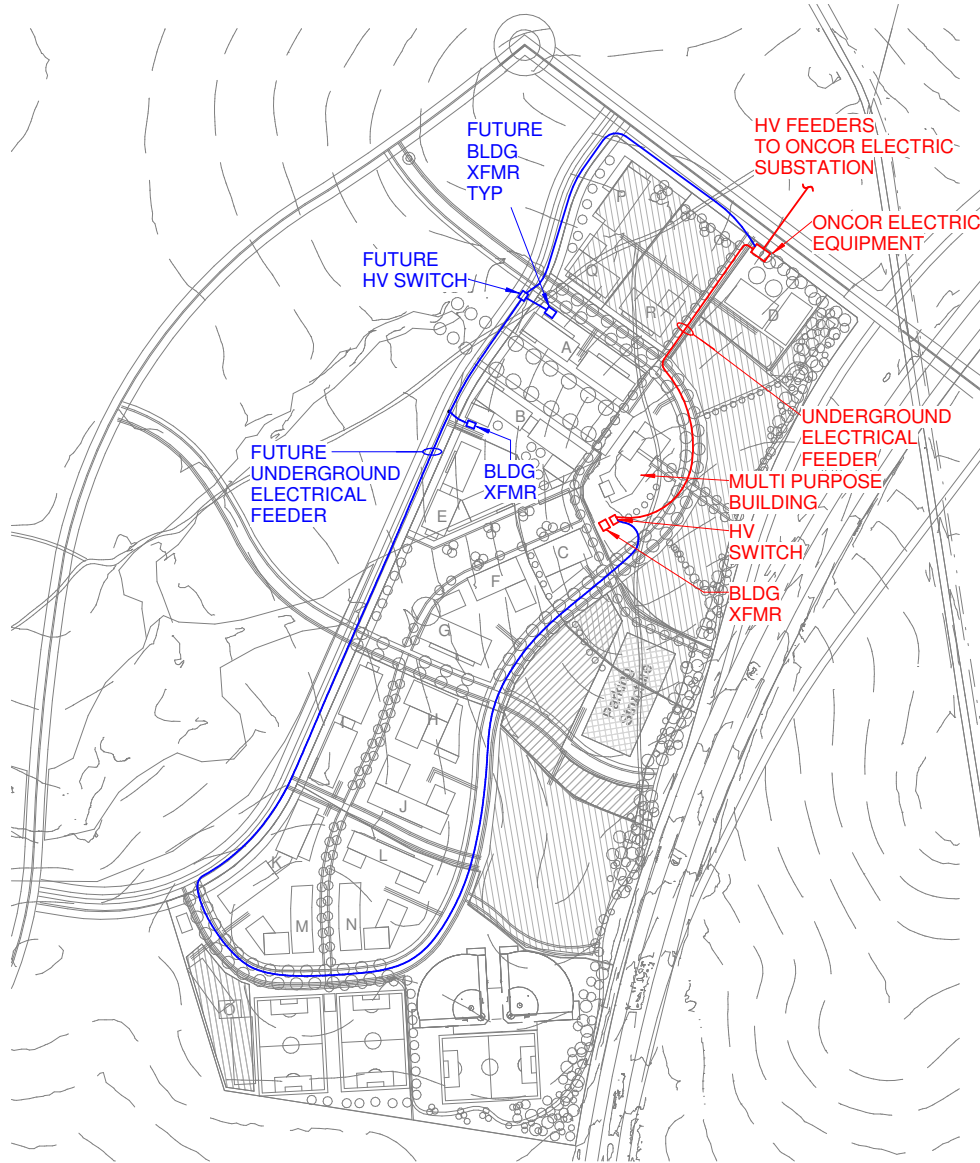 FUTURE
BLDG
XFMR
TYP
HV FEEDERS
TO ONCOR ELECTRIC
SUBSTATION
ONCOR ELECTRIC
EQUIPMENT
FUTURE
HV SWITCH
P
Q
R
D
A
B
UNDERGROUND
ELECTRICAL
FEEDER
FUTURE
UNDERGROUND
ELECTRICAL
FEEDER
BLDG
XFMR
MULTI PURPOSE
BUILDING
E
HV
SWITCH
C
F
BLDG
XFMR
G
Parking
Structure
I
H
J
K
L
M
N
O